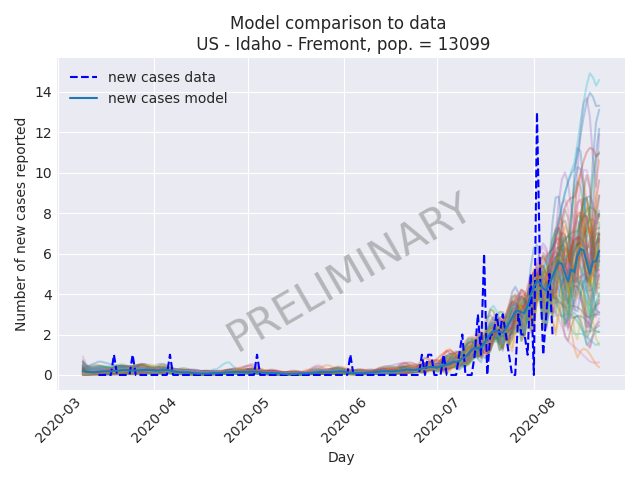 Model comparison to data
US - Idaho - Fremont, pop. = 13099
new cases data
new cases model
Number of new cases reported
14
12
10
8
6
4
2
0
PRELIMINARY
2020-03
2020-04
2020-05
2020-06
2020-07
2020-08
Day